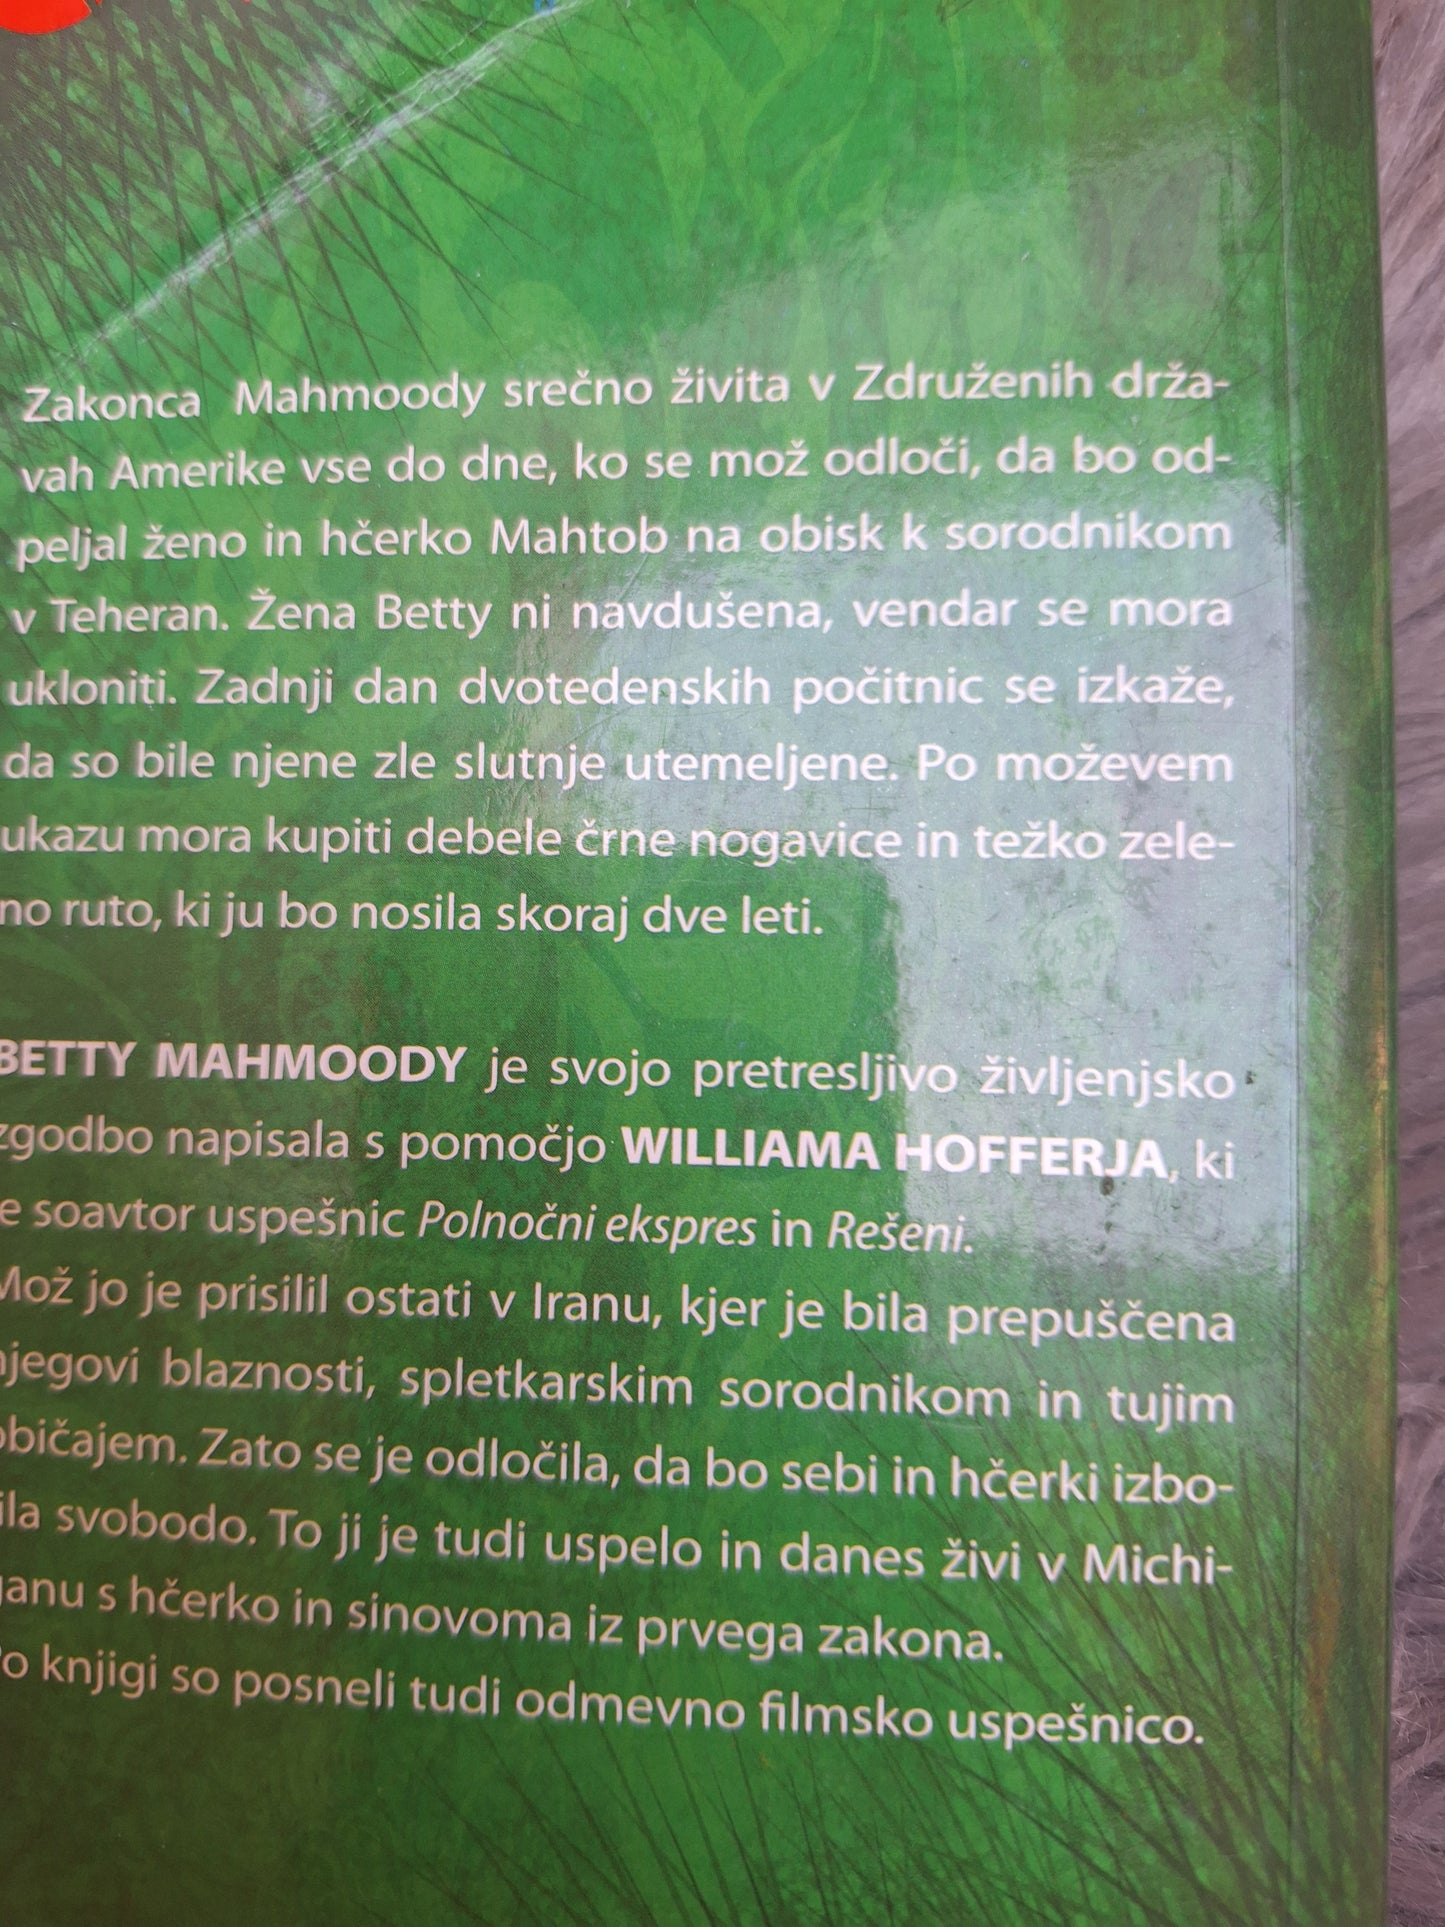 Zakonca Mahmoody srečno živita v Združenih drža-
vah Amerike vse do dne, ko se mož odloči, da bo od-
peljal ženo in hčerko Mahtob na obisk k sorodnikom
v Teheran. Žena Betty ni navdušena, vendar se mora
ukloniti. Zadnji dan dvotedenskih počitnic se izkaže,
da so bile njene zle slutnje utemeljene. Po moževem
ukazu mora kupiti debele črne nogavice in težko zele-
no ruto, ki ju bo nosila skoraj dve leti.
BETTY MAHMOODY je svojo pretresljivo življenjsko
zgodbo napisala s pomočjo WILLIAMA HOFFERJA, ki
je soavtor uspešnic Polnočni ekspres in Rešeni.
Mož jo je prisilil ostati v Iranu, kjer je bila prepuščena
njegovi blaznosti, spletkarskim sorodnikom in tujim
običajem. Zato se je odločila, da bo sebi in hčerki izbo-
ila svobodo. To ji je tudi uspelo in danes živi v Michi-
ganu s hčerko in sinovoma iz prvega zakona.
Po knjigi so posneli tudi odmevno filmsko uspešnico.